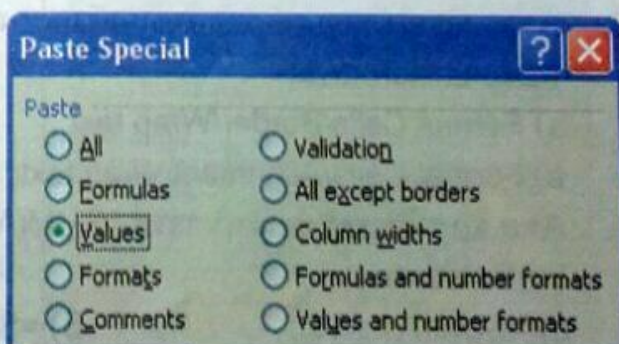 Paste Special
Paste
All
Formulas
Values
Formats
Comments
Validation
All except borders
Column widths
Formulas and number formats
Values and number formats